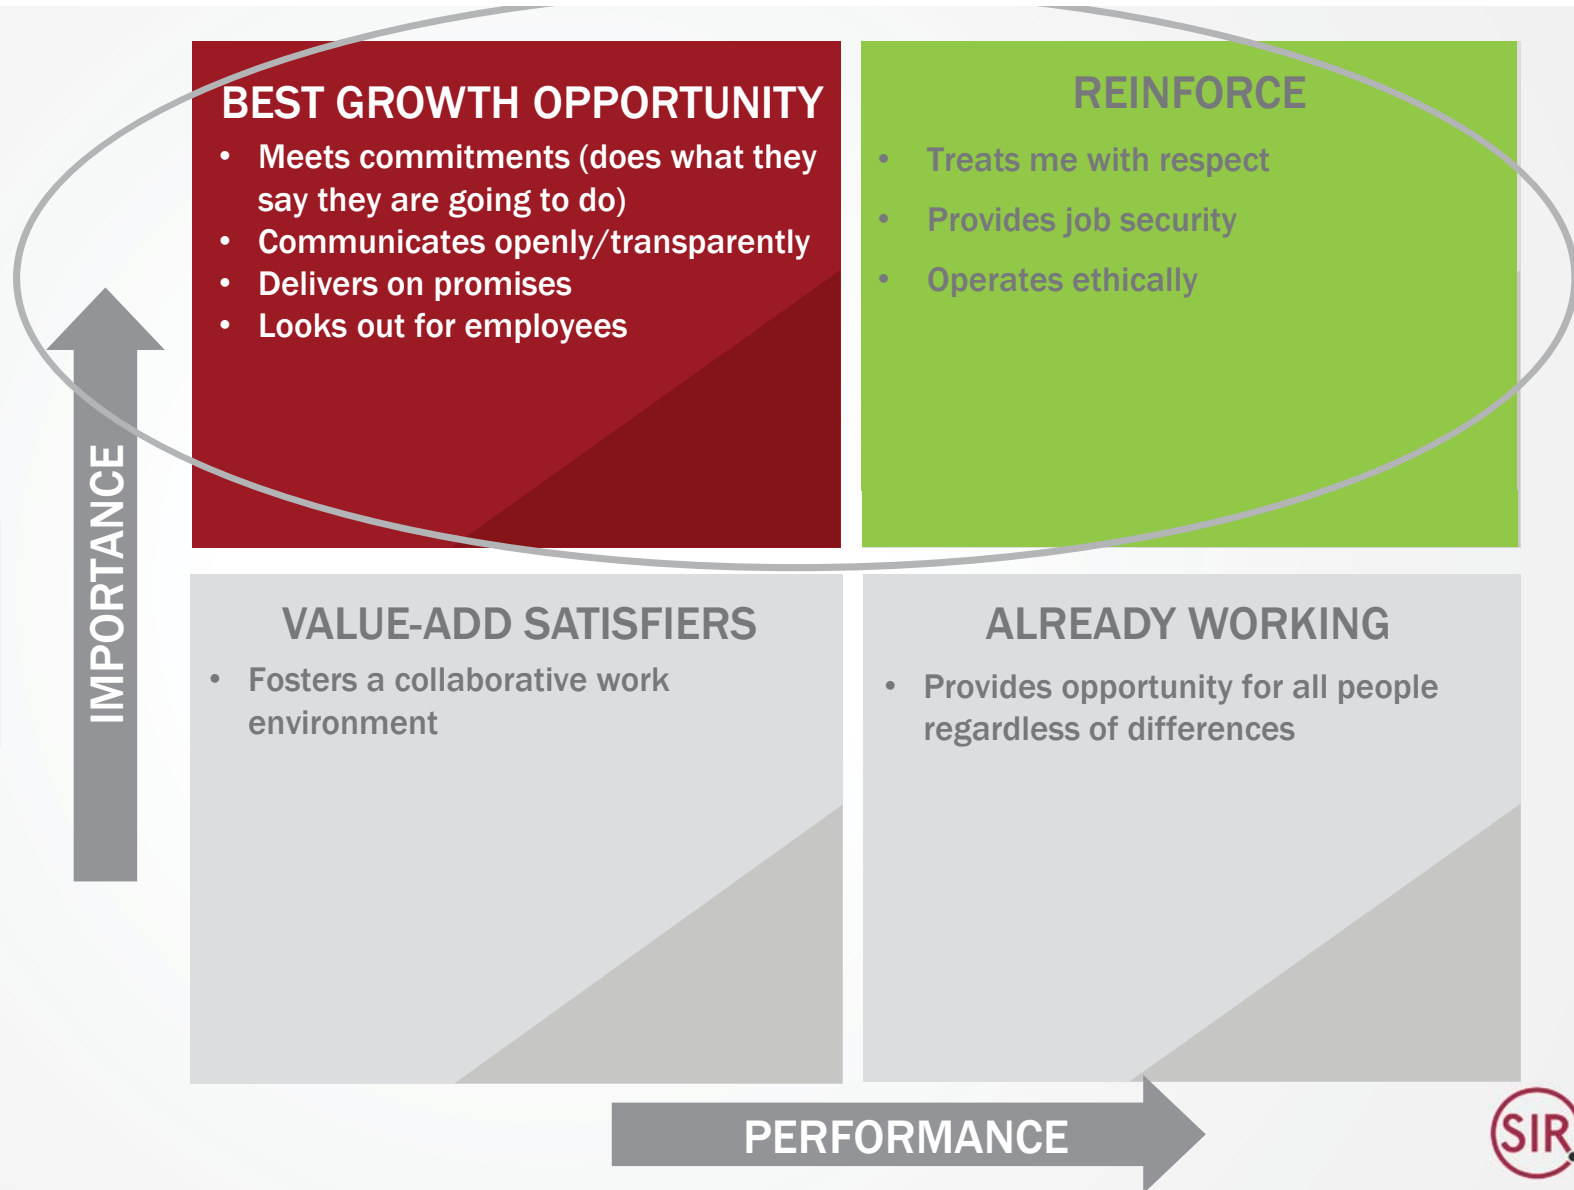 BEST GROWTH OPPORTUNITY
• Meets commitments (does what they
say they are going to do)
• Communicates openly/transparently
• Delivers on promises
• Looks out for employees
REINFORCE
• Treats me with respect
• Provides job security
• Operates ethically
IMPORTANCE
VALUE-ADD SATISFIERS
• Fosters a collaborative work
environment
ALREADY WORKING
• Provides opportunity for all people
regardless of differences
PERFORMANCE
SIR